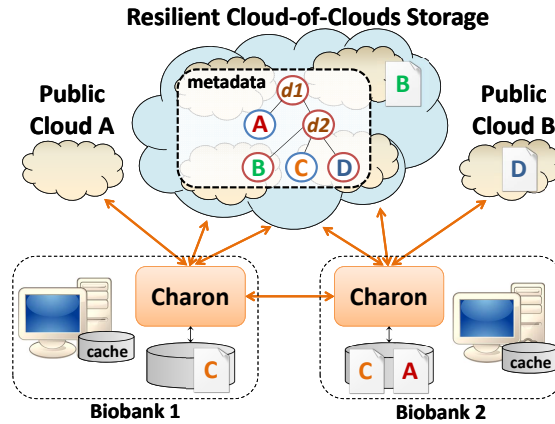 Resilient Cloud-of-Clouds Storage
metadata
d1
B
A
d2
B
C
D
Public
Cloud A
Public
Cloud B
D
Charon
Charon
cache
C
C
A
cache
Biobank 1
Biobank 2